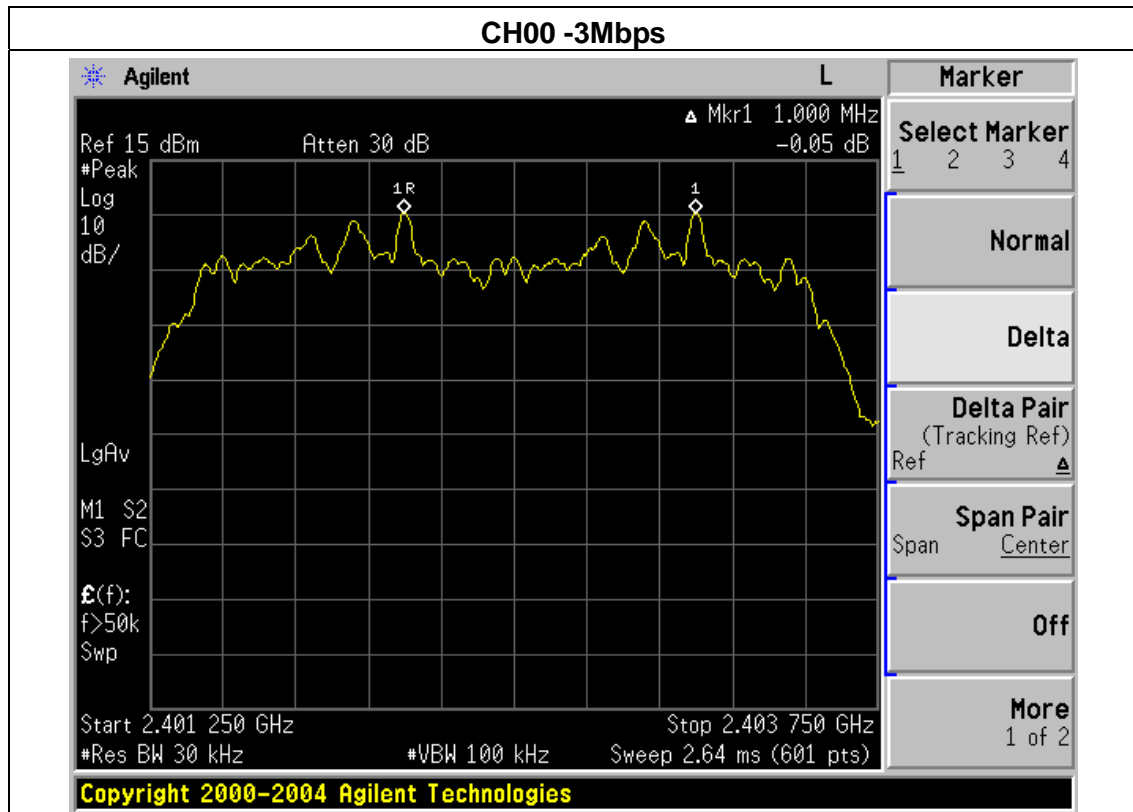 CH00 -3Mbps
Agilent L
▵ Mkr1 1.000 MHz
Ref 15 dBm Atten 30 dB -0.05 dB
#Peak
Log
10
dB/
1R
1
LgAv
M1 S2
S3 FC
£(f):
f>50k
Swp
Start 2.401 250 GHz Stop 2.403 750 GHz
#Res BW 30 kHz #VBW 100 kHz Sweep 2.64 ms (601 pts)
Copyright 2000-2004 Agilent Technologies
Marker
Select Marker
1 2 3 4
Normal
Delta
Delta Pair
(Tracking Ref)
Ref ▵
Span Pair
Span Center
Off
More
1 of 2